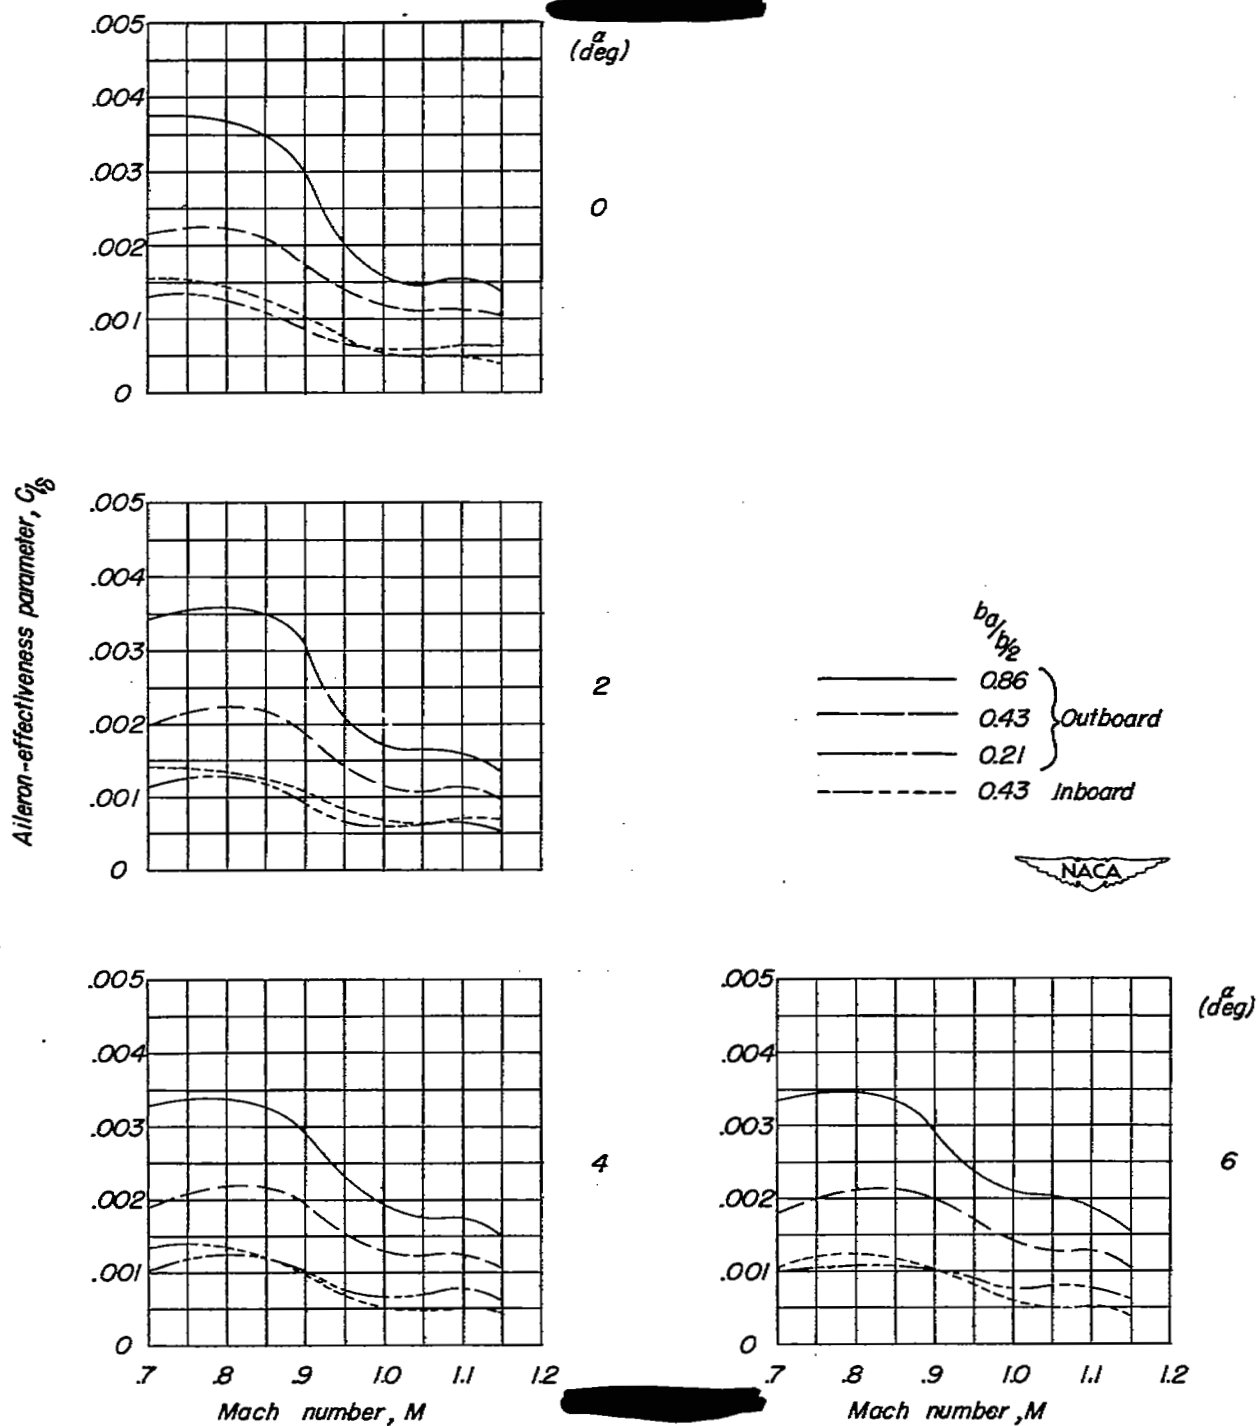 .005
.004
.003
.002
.001
0
α
(deg)
0
Aileron-effectiveness parameter, Clδ
.005
.004
.003
.002
.001
0
2
ba/b/2
0.86
0.43
0.21
Outboard
0.43 Inboard
NACA
.005
.004
.003
.002
.001
0
.7 .8 .9 1.0 1.1 1.2
Mach number, M
4
.005
.004
.003
.002
.001
0
.7 .8 .9 1.0 1.1 1.2
Mach number, M
α
(deg)
6